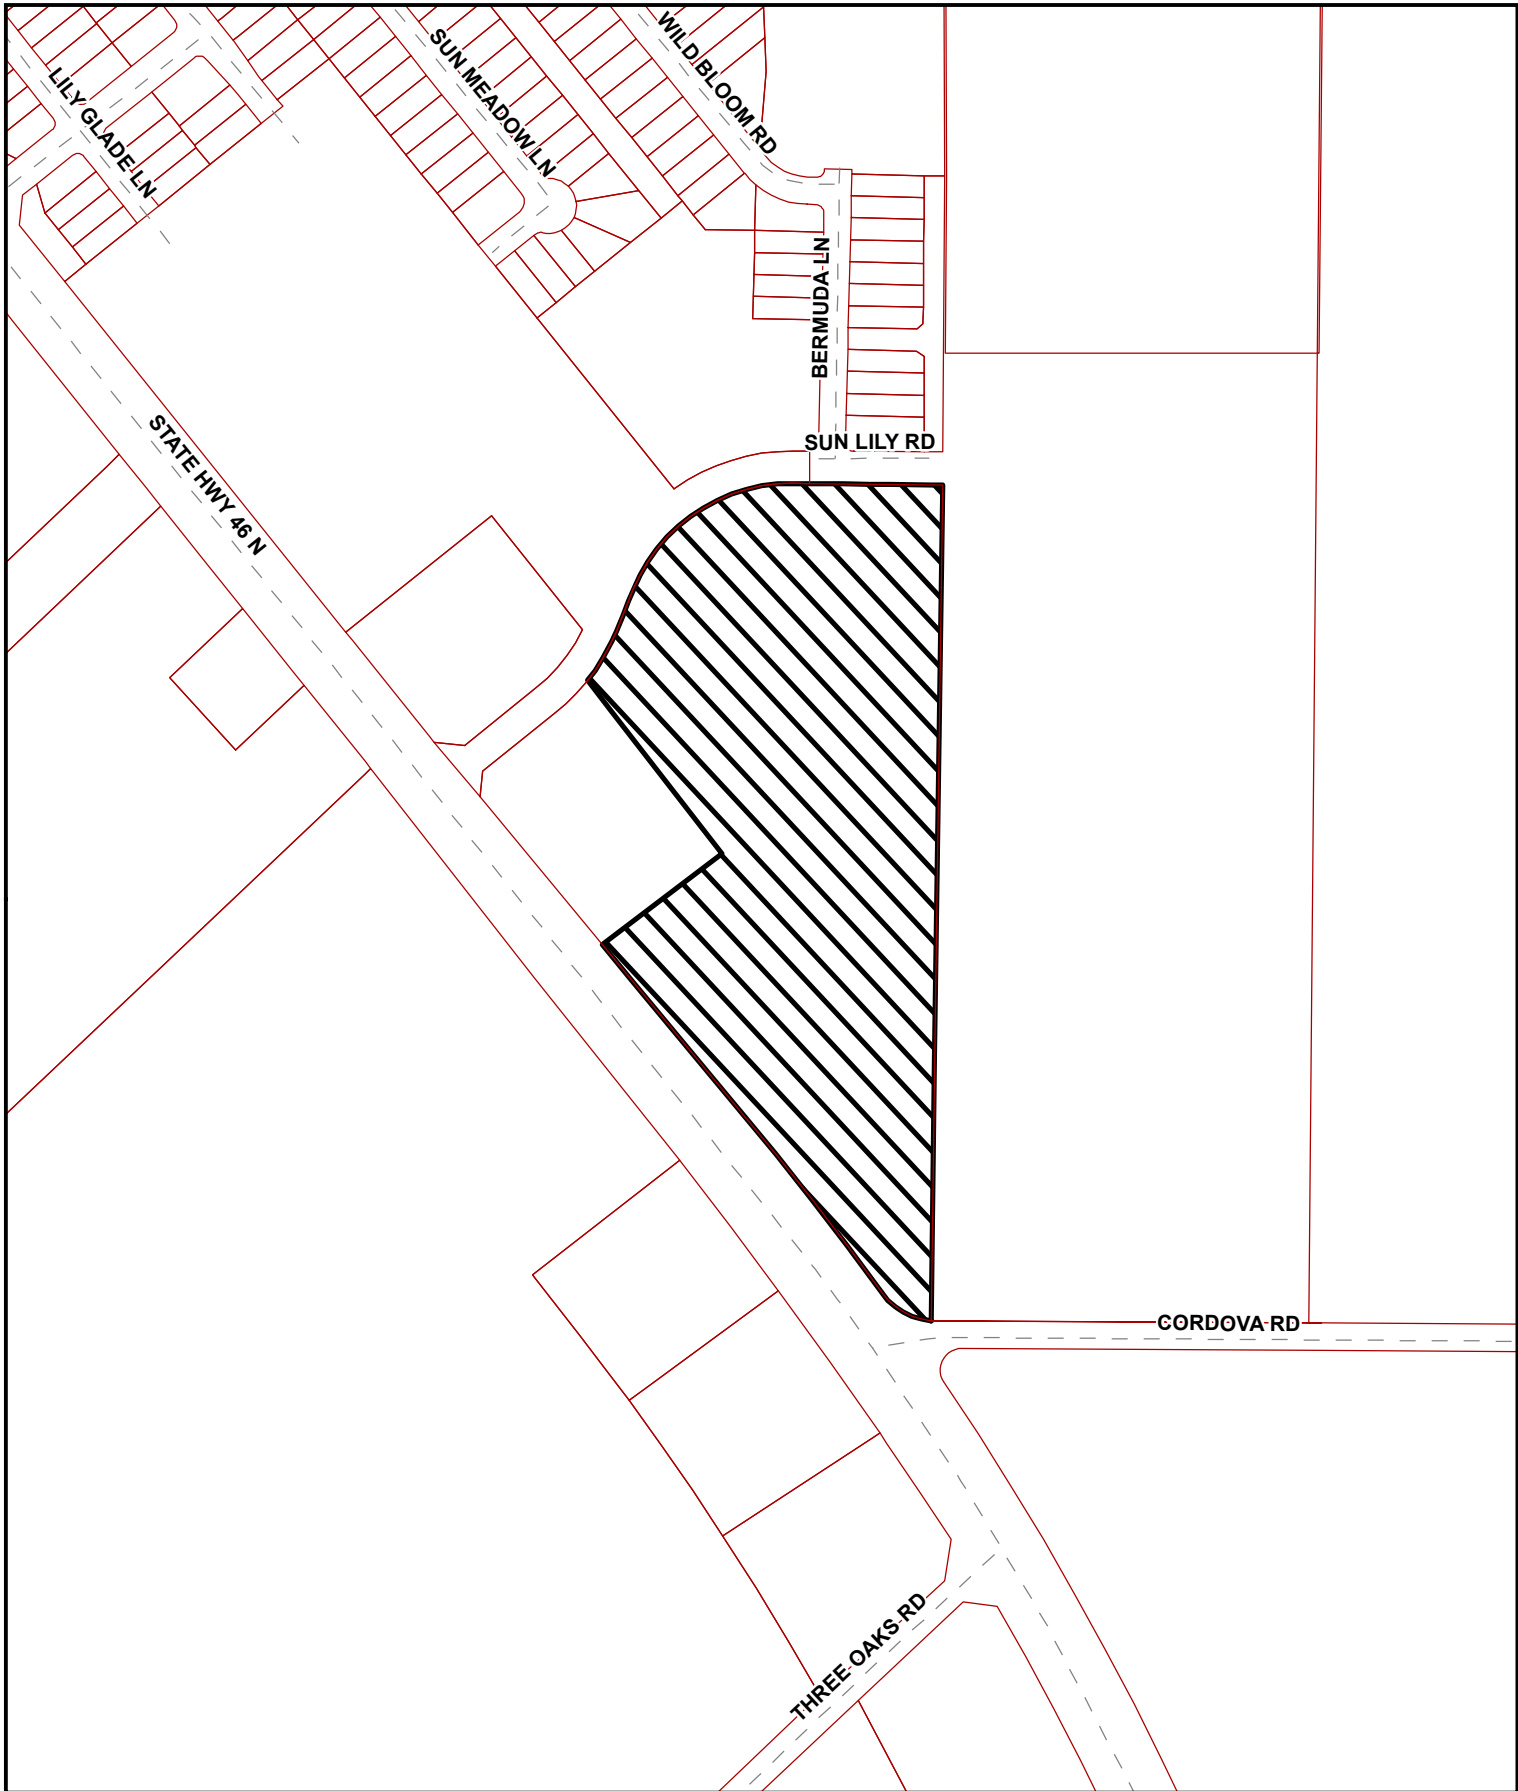 WILD BLOOM RD
SUN MEADOW LN
LILY GLADE LN
BERMUDA LN
SUN LILY RD
STATE HWY 46 N
CORDOVA RD
THREE OAKS RD